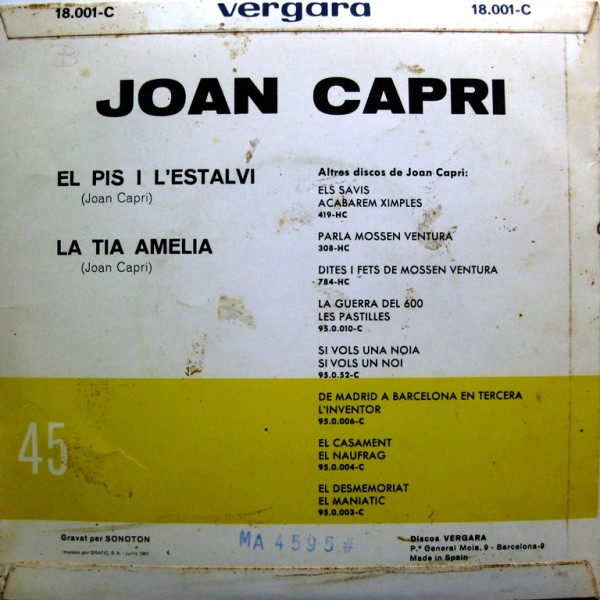 18.001-C
vergara
18.001-C
B
JOAN CAPRI
EL PIS I L'ESTALVI
(Joan Capri)
LA TIA AMELIA
(Joan Capri)
Altres discos de Joan Capri:
ELS SAVIS
ACABAREM XIMPLES
419-HC
PARLA MOSSEN VENTURA
308-HC
DITES I FETS DE MOSSEN VENTURA
784-HC
LA GUERRA DEL 600
LES PASTILLES
95.0.010-C
SI VOLS UNA NOIA
SI VOLS UN NOI
95.0.52-C
DE MADRID A BARCELONA EN TERCERA
L'INVENTOR
95.0.006-C
EL CASAMENT
EL NAUFRAG
95.0.004-C
EL DESMEMORIAT
EL MANIATIC
95.0.003-C
45
Gravat per SONOTON
Imprès per GRAFIC, S.A. - Junio
MA 4595#
Discos VERGARA
P.º General Mola, 9 - Barcelona-9
Made in Spain